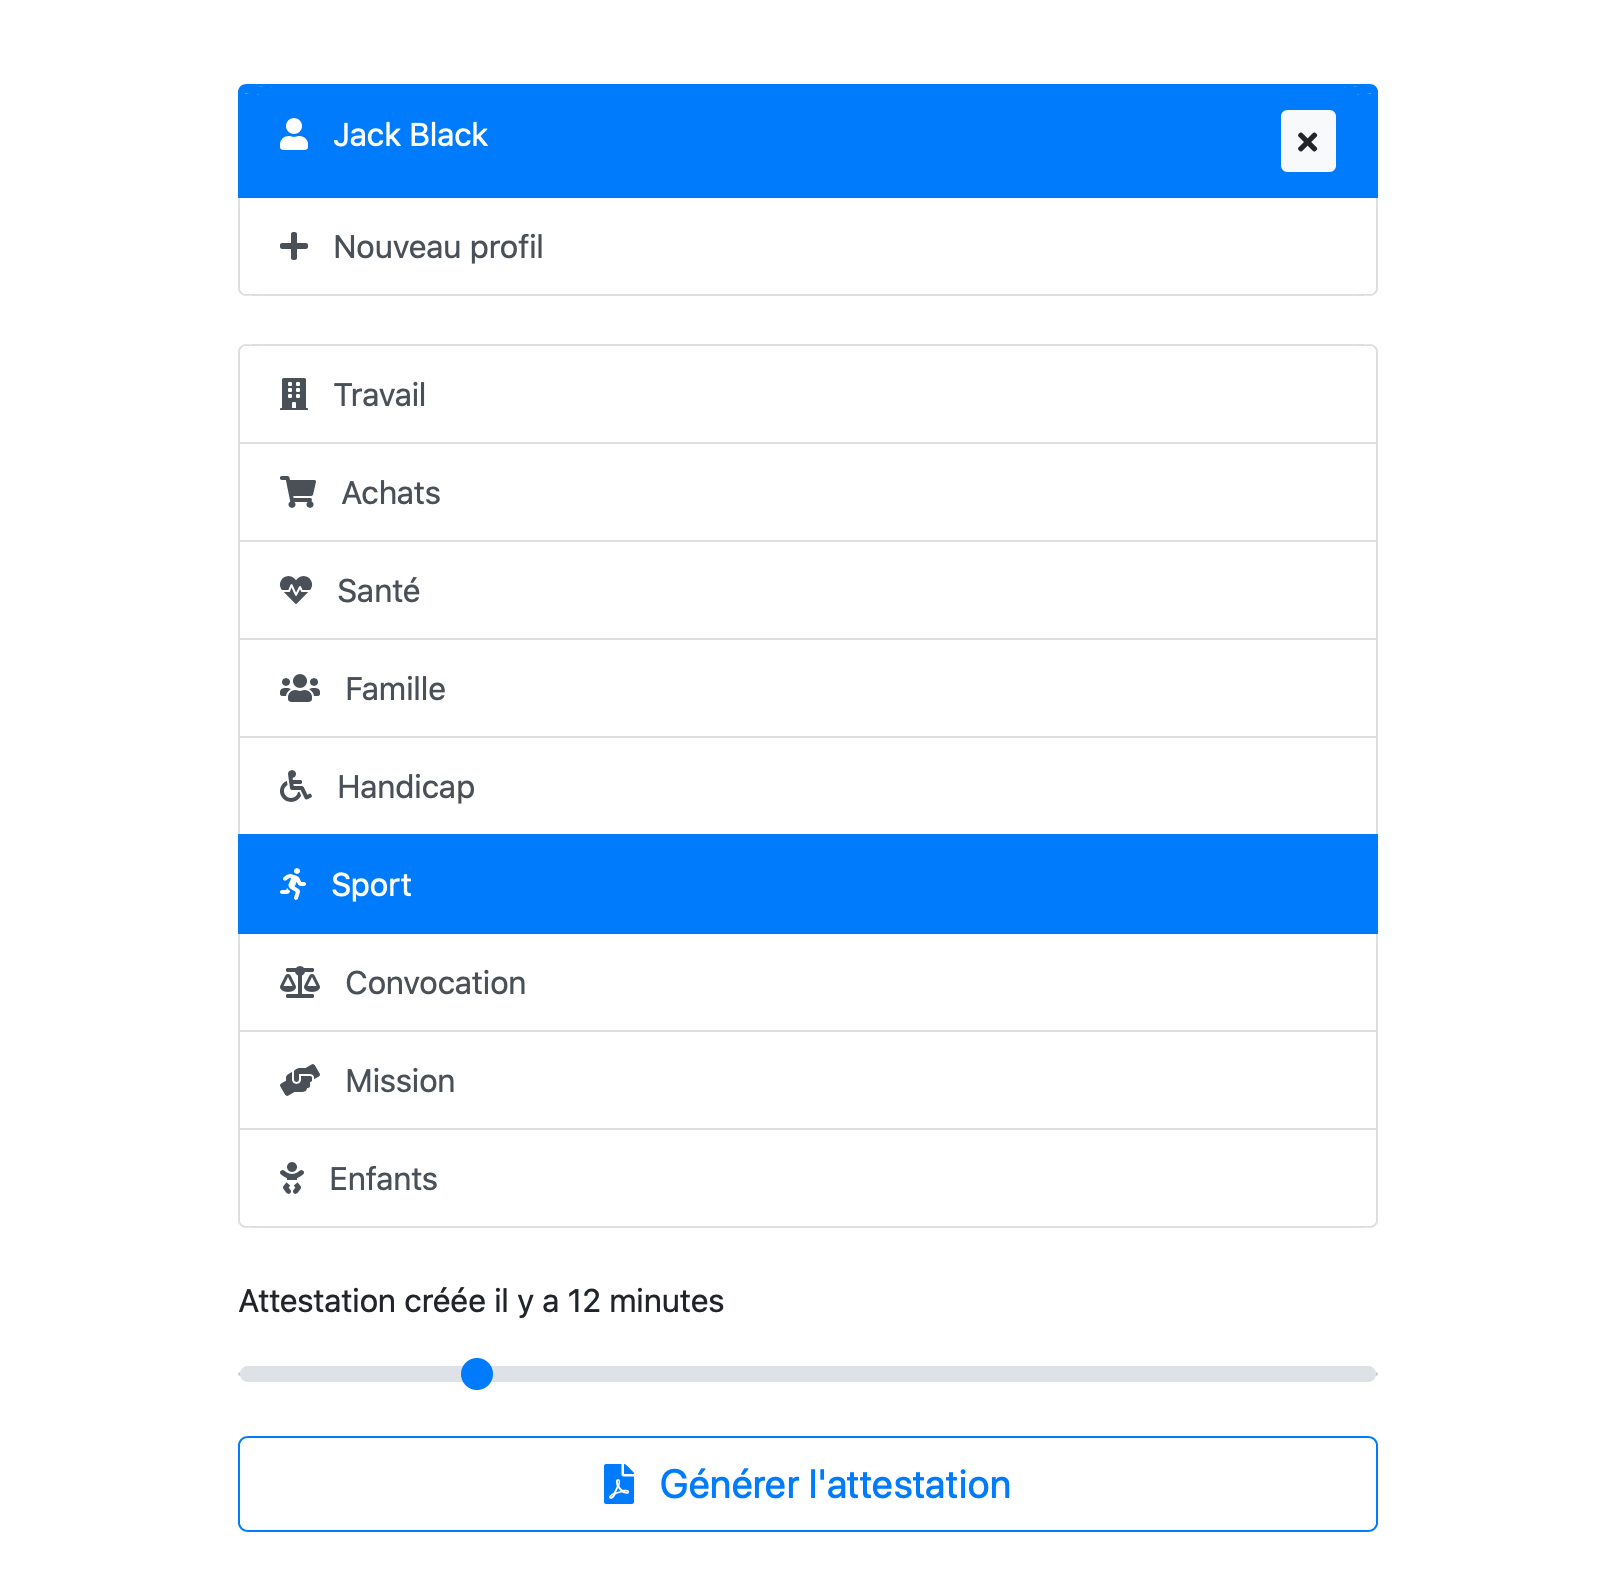 Jack Black
Nouveau profil
Travail
Achats
Santé
Famille
Handicap
Sport
Convocation
Mission
Enfants
Attestation créée il y a 12 minutes
Générer l'attestation